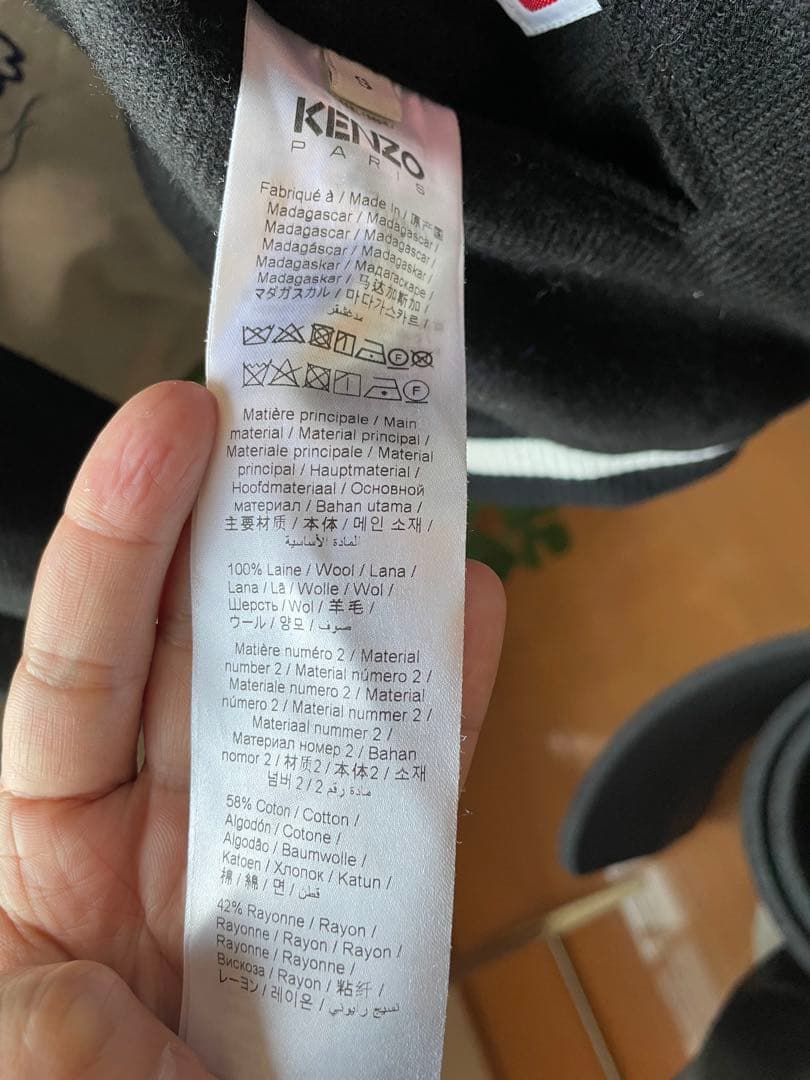 KENZO
PARIS
Fabriqué à / Made In / 原产国
Madagascar / Madagascar /
Madagascar / Madagascar /
Madagáscar / Madagaskar /
Madagaskar / Мадагаскаре /
Madagaskar / 马达加斯加 /
マダガスカル / 마다가스카르 /
مدغشقر
F
F
Matière principale / Main
material / Material principal /
Materiale principale / Material
principal / Hauptmaterial /
Hoofdmateriaal / Основной
материал / Bahan utama /
主要材质 / 本体 / 메인 소재 /
المادة الأساسية
100% Laine / Wool / Lana /
Lana / Lã / Wolle / Wol /
Шерсть / Wol / 羊毛 /
ウール / 양모 / صوف
Matière numéro 2 / Material
number 2 / Material número 2 /
Materiale numero 2 / Material
número 2 / Material nummer 2 /
Materiaal nummer 2 /
Материал номер 2 / Bahan
nomor 2 / 材质2 / 本体2 / 소재
넘버 2 / مادة رقم 2
58% Coton / Cotton /
Algodón / Cotone /
Algodão / Baumwolle /
Katoen / Хлопок / Katun /
棉 / 綿 / 면 / قطن
42% Rayonne / Rayon /
Rayonne / Rayon / Rayon /
Rayonne / Rayonne /
Вискоза / Rayon / 粘纤 /
レーヨン / 레이온 / نسيج رايوني